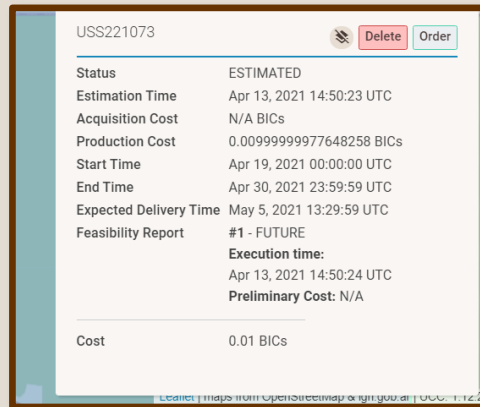 USS221073
Delete
Order
Status ESTIMATED
Estimation Time Apr 13, 2021 14:50:23 UTC
Acquisition Cost N/A BICs
Production Cost 0.00999999977648258 BICs
Start Time Apr 19, 2021 00:00:00 UTC
End Time Apr 30, 2021 23:59:59 UTC
Expected Delivery Time May 5, 2021 13:29:59 UTC
Feasibility Report #1 - FUTURE
Execution time:
Apr 13, 2021 14:50:24 UTC
Preliminary Cost: N/A
Cost 0.01 BICs
Leaflet | maps from OpenStreetMap & ign.gob.ar | UCC: 1.12.2